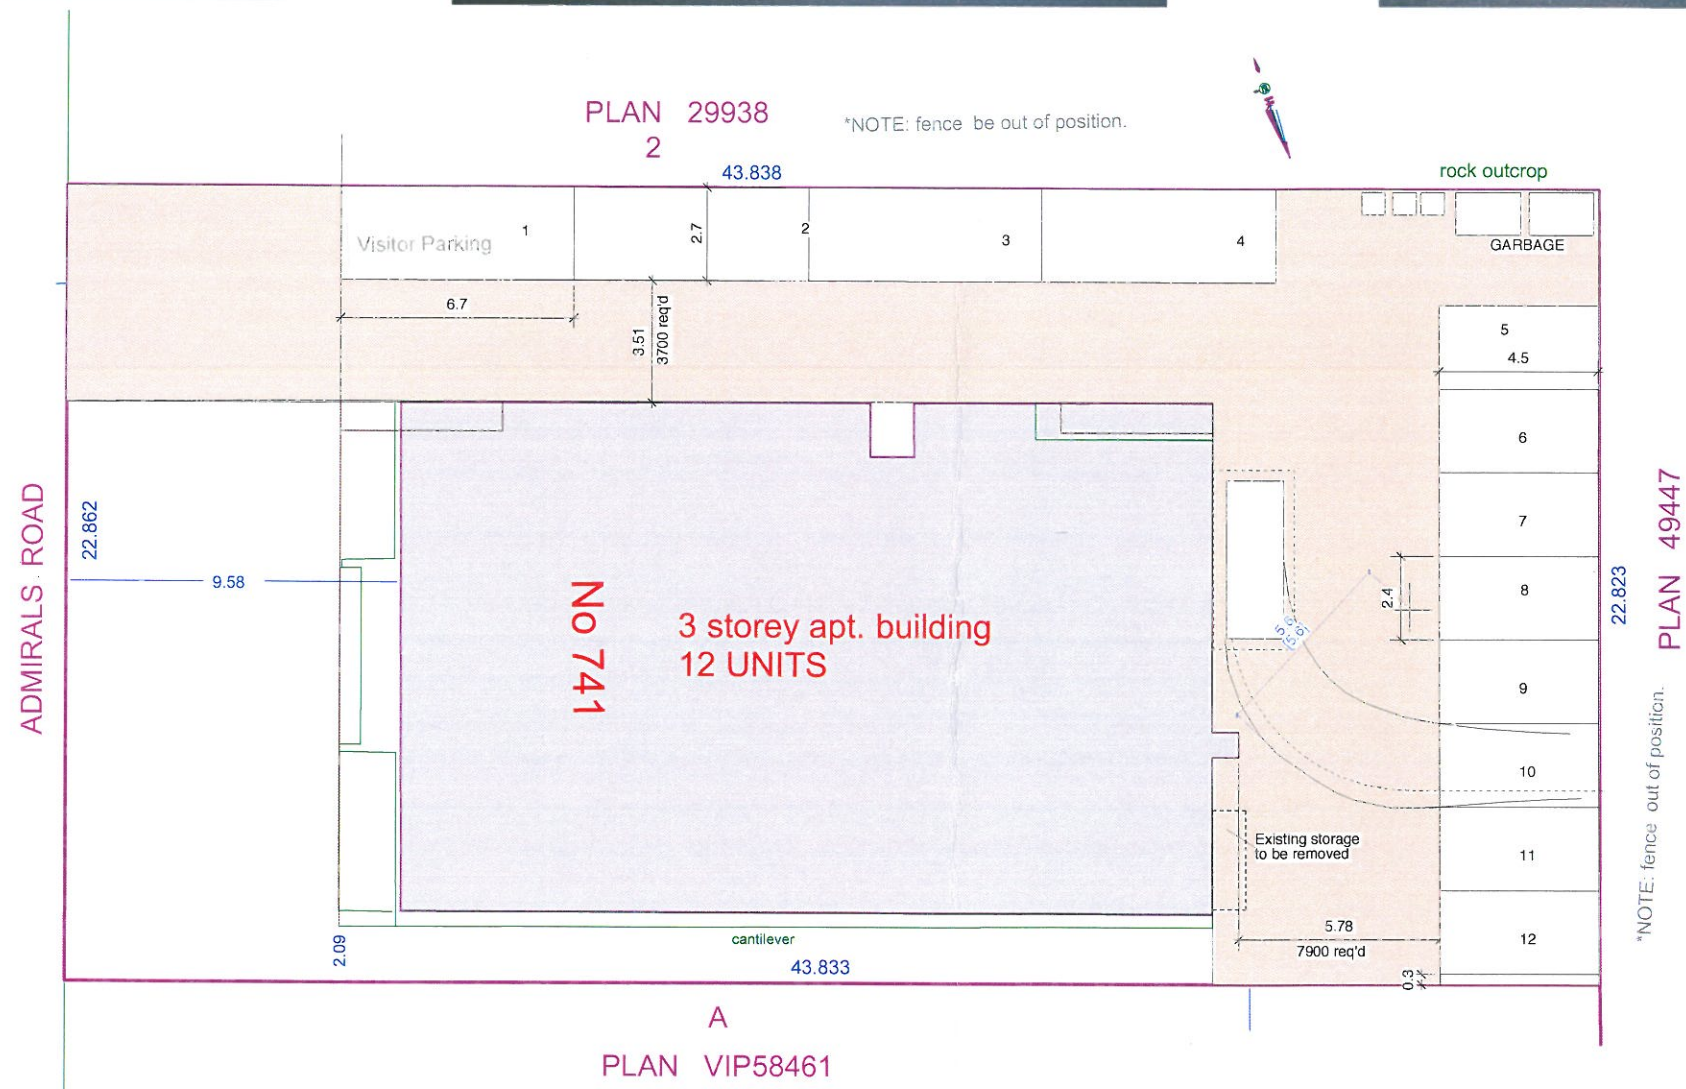 PLAN 29938
2
*NOTE: fence be out of position.
43.838
rock outcrop
Visitor Parking
1
2.7
2
3
4
GARBAGE
6.7
3.51
3700 req'd
5
4.5
6
7
8
9
10
11
12
ADMIRALS ROAD
22.862
9.58
No 741
3 storey apt. building
12 UNITS
2.4
22.823
PLAN 49447
*NOTE: fence out of position.
Existing storage
to be removed
5.78
7900 req'd
0.3
cantilever
2.09
43.833
A
PLAN VIP58461